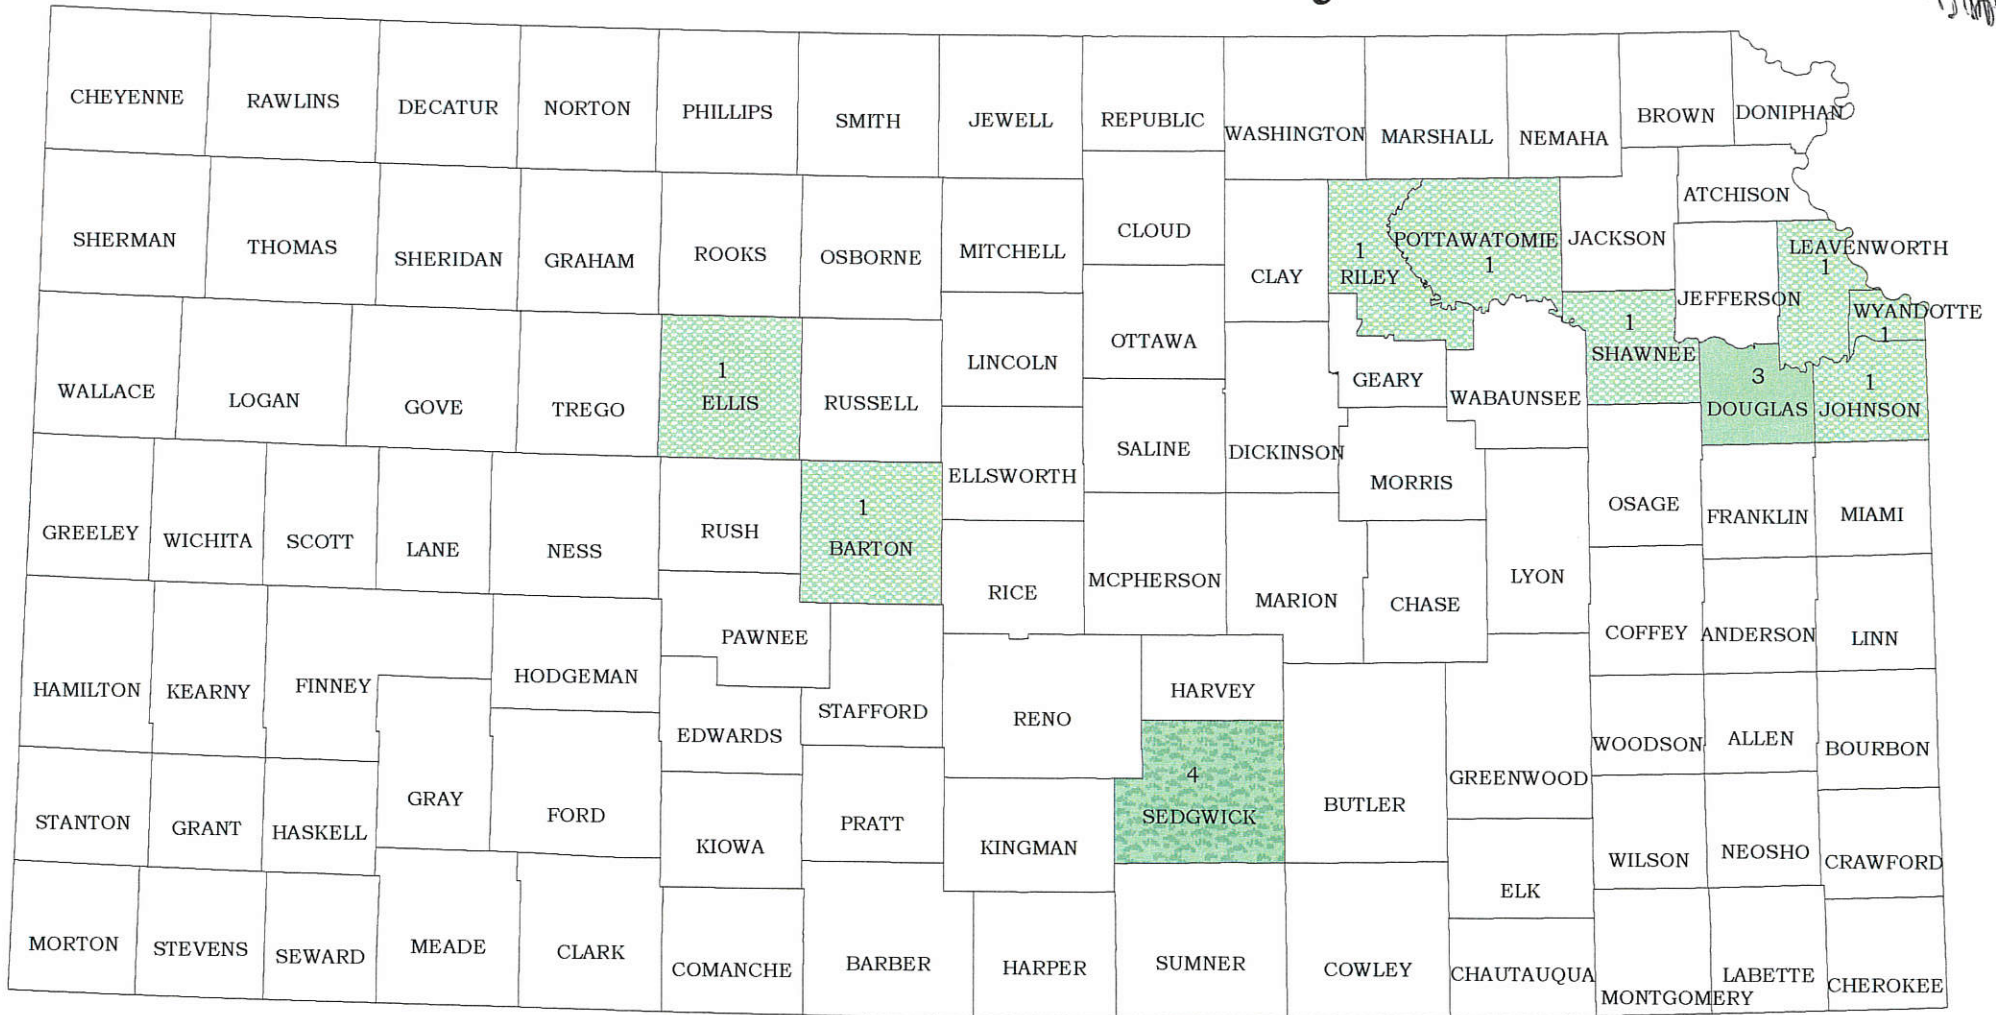 CHEYENNE
RAWLINS
DECATUR
NORTON
PHILLIPS
SMITH
JEWELL
REPUBLIC
WASHINGTON
MARSHALL
NEMAHA
BROWN
DONIPHAN
ATCHISON
SHERMAN
THOMAS
SHERIDAN
GRAHAM
ROOKS
OSBORNE
MITCHELL
CLOUD
CLAY
1
RILEY
POTTAWATOMIE
1
JACKSON
JEFFERSON
LEAVENWORTH
1
WYANDOTTE
1
WALLACE
LOGAN
GOVE
TREGO
1
ELLIS
RUSSELL
LINCOLN
OTTAWA
GEARY
WABAUNSEE
1
SHAWNEE
3
DOUGLAS
1
JOHNSON
SALINE
DICKINSON
ELLSWORTH
MORRIS
OSAGE
FRANKLIN
MIAMI
GREELEY
WICHITA
SCOTT
LANE
NESS
RUSH
1
BARTON
RICE
MCPHERSON
MARION
CHASE
LYON
COFFEY
ANDERSON
LINN
HAMILTON
KEARNY
FINNEY
HODGEMAN
PAWNEE
STAFFORD
EDWARDS
RENO
HARVEY
4
SEDGWICK
BUTLER
GREENWOOD
WOODSON
ALLEN
BOURBON
STANTON
GRANT
HASKELL
GRAY
FORD
KIOWA
PRATT
KINGMAN
ELK
WILSON
NEOSHO
CRAWFORD
MORTON
STEVENS
SEWARD
MEADE
CLARK
COMANCHE
BARBER
HARPER
SUMNER
COWLEY
CHAUTAUQUA
MONTGOMERY
LABETTE
CHEROKEE